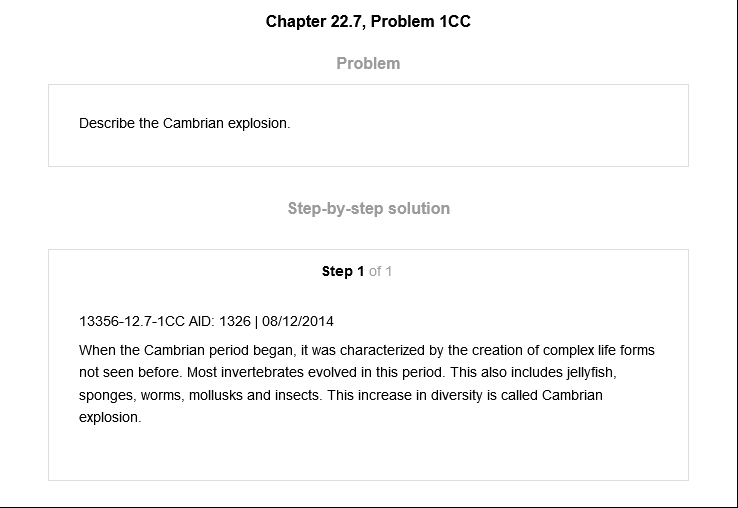 Chapter 22.7, Problem 1CC
Problem
Describe the Cambrian explosion.
Step-by-step solution
Step 1 of 1
13356-12.7-1CC AID: 1326 | 08/12/2014
When the Cambrian period began, it was characterized by the creation of complex life forms
not seen before. Most invertebrates evolved in this period. This also includes jellyfish,
sponges, worms, mollusks and insects. This increase in diversity is called Cambrian
explosion.